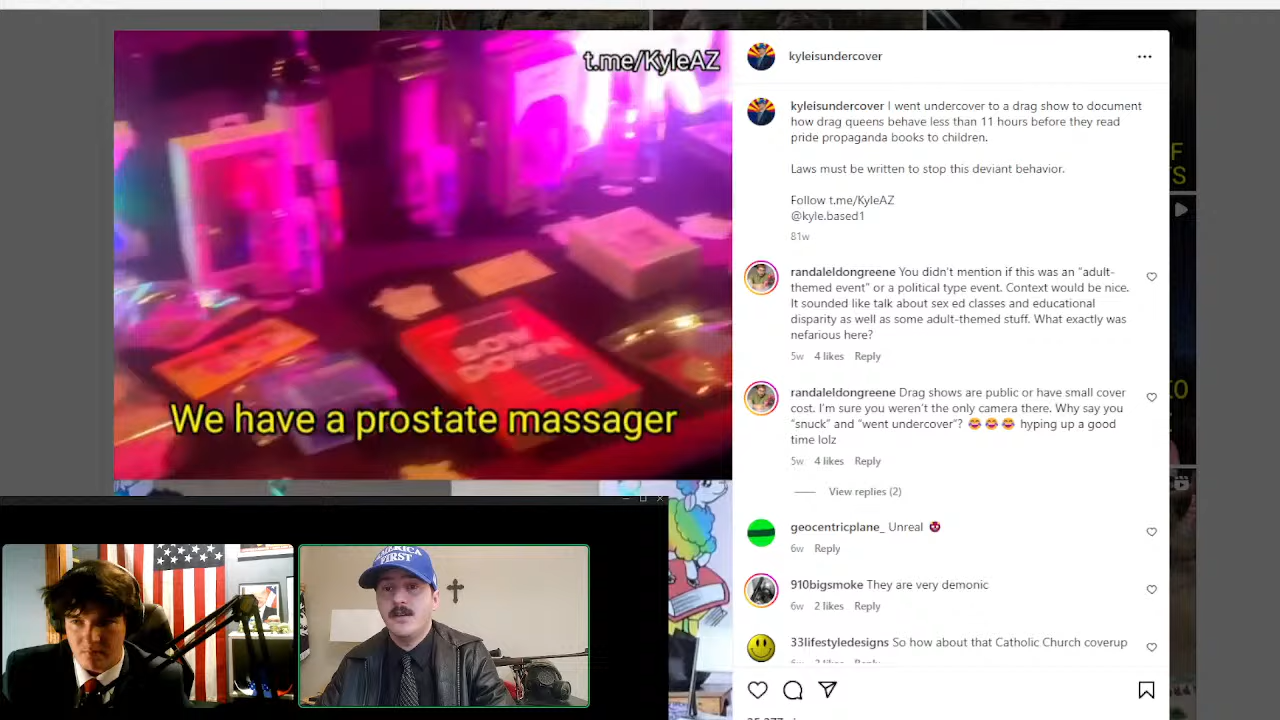 t.me/KyleAZ
BOW
DOWN
We have a prostate massager
AMERICA
FIRST
kyleisundercover
kyleisundercover I went undercover to a drag show to document
how drag queens behave less than 11 hours before they read
pride propaganda books to children.
Laws must be written to stop this deviant behavior.
Follow t.me/KyleAZ
@kyle.based1
81w
randaleldongreene You didn't mention if this was an "adult-
themed event" or a political type event. Context would be nice.
It sounded like talk about sex ed classes and educational
disparity as well as some adult-themed stuff. What exactly was
nefarious here?
5w 4 likes Reply
randaleldongreene Drag shows are public or have small cover
cost. I'm sure you weren't the only camera there. Why say you
"snuck" and "went undercover"? 😂😂😂 hyping up a good
time lolz
5w 4 likes Reply
View replies (2)
geocentricplane_ Unreal
6w Reply
910bigsmoke They are very demonic
6w 2 likes Reply
33lifestyledesigns So how about that Catholic Church coverup